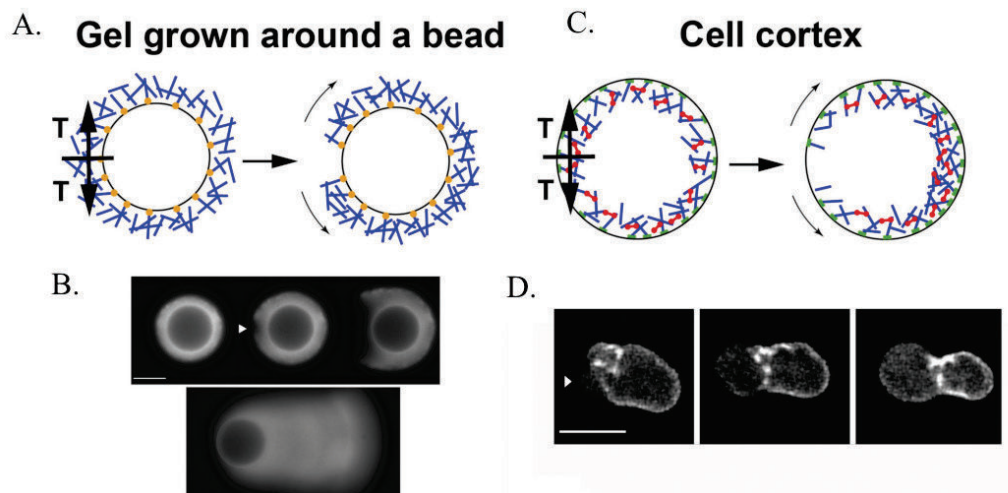 A.
Gel grown around a bead
T
T
B.
C.
Cell cortex
T
T
D.